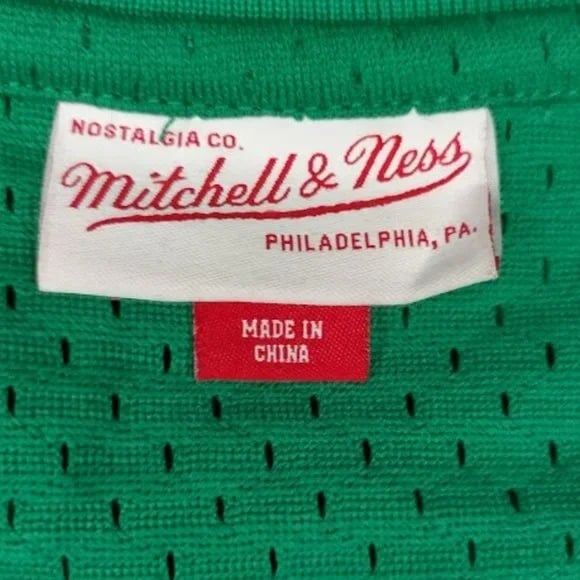 NOSTALGIA CO.
Mitchell & Ness
PHILADELPHIA, PA.
MADE IN
CHINA